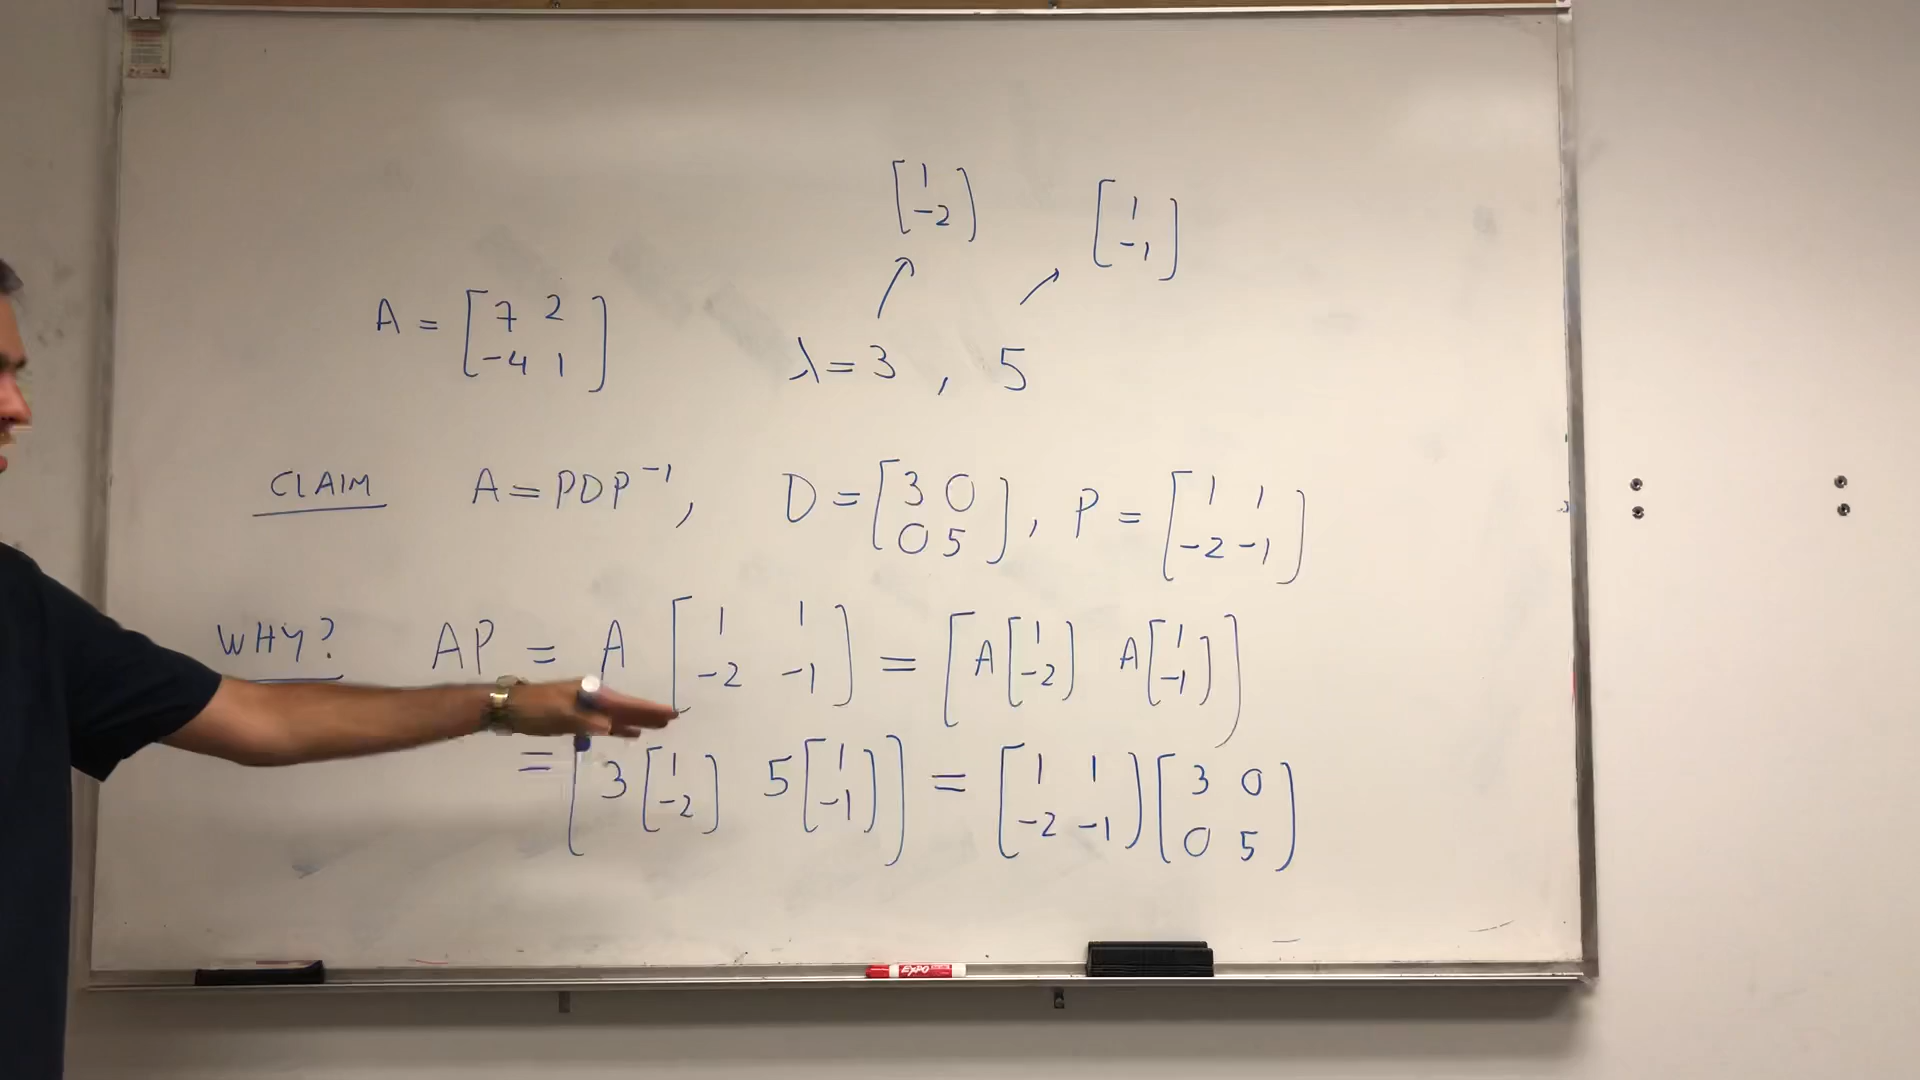 [1 -2] [1 -1]
A = [7 2
-4 1] λ = 3 , 5
CLAIM A = PDP⁻¹, D = [3 0
0 5], P = [1 1
-2 -1]
WHY? AP = A [1 1
-2 -1] = [A[1
-2] A[1
-1]]
= [3[1
-2] 5[1
-1]] = [1 1
-2 -1][3 0
0 5]
EXPO